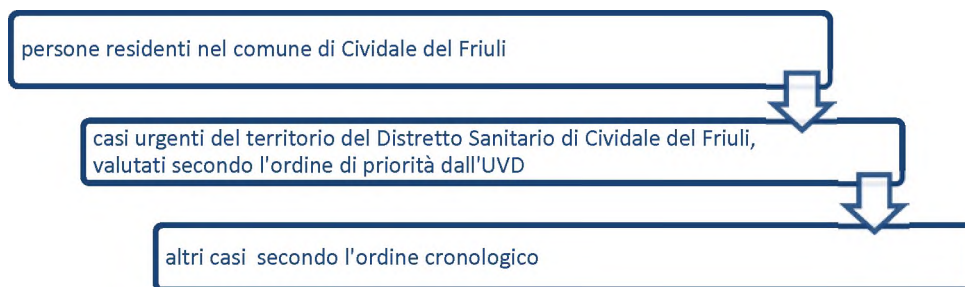 persone residenti nel comune di Cividale del Friuli
casi urgenti del territorio del Distretto Sanitario di Cividale del Friuli,
valutati secondo l'ordine di priorità dall'UVD
altri casi  secondo l'ordine cronologico